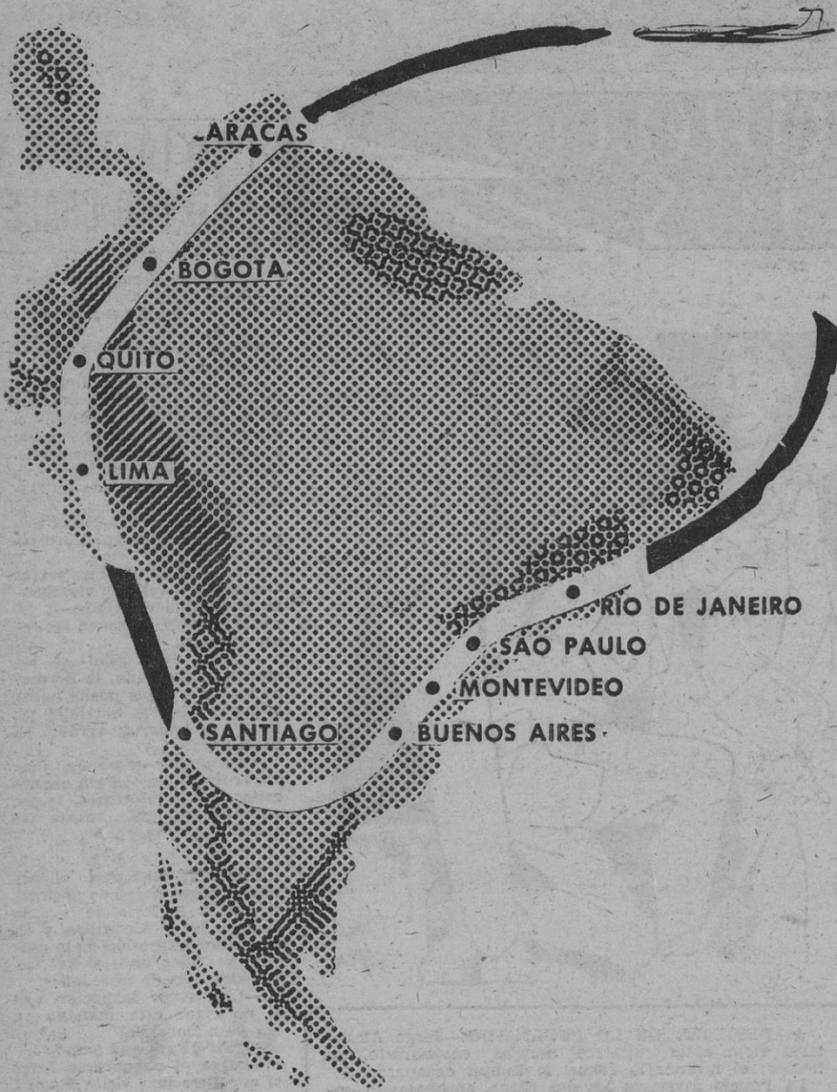 ARACAS
BOGOTA
QUITO
LIMA
RIO DE JANEIRO
SAO PAULO
MONTEVIDEO
SANTIAGO
BUENOS AIRES